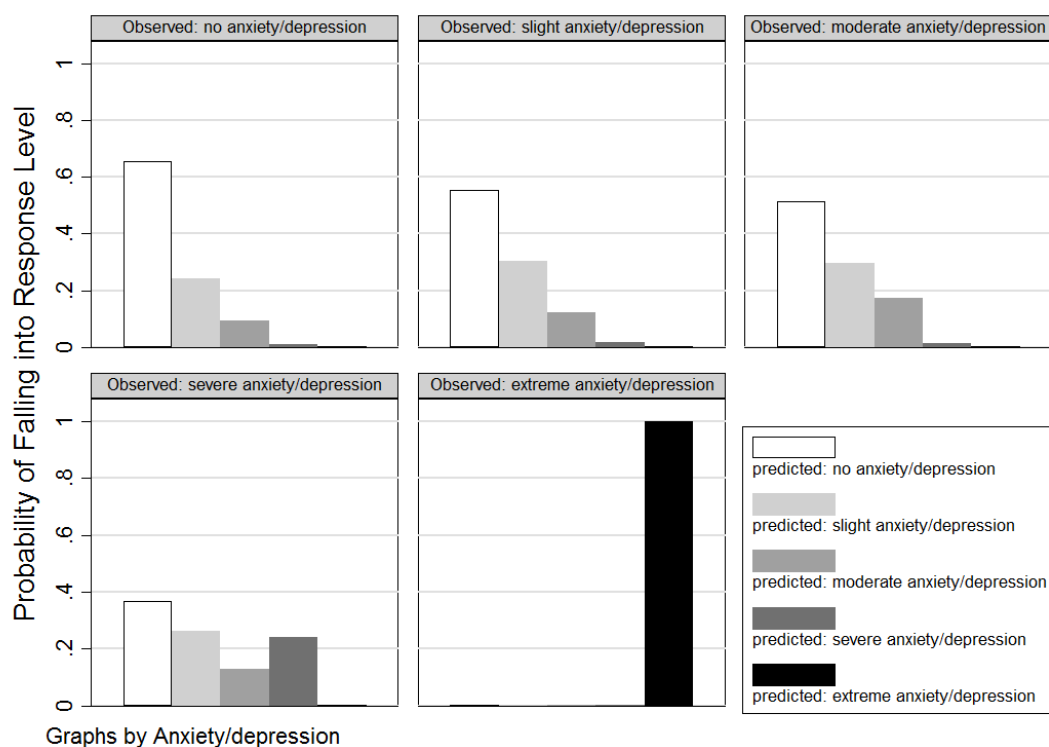 Observed: no anxiety/depression
Observed: slight anxiety/depression
Observed: moderate anxiety/depression
Probability of Falling into Response Level
1
.8
.6
.4
.2
0
Observed: severe anxiety/depression
Observed: extreme anxiety/depression
1
.8
.6
.4
.2
0
predicted: no anxiety/depression
predicted: slight anxiety/depression
predicted: moderate anxiety/depression
predicted: severe anxiety/depression
predicted: extreme anxiety/depression
Graphs by Anxiety/depression